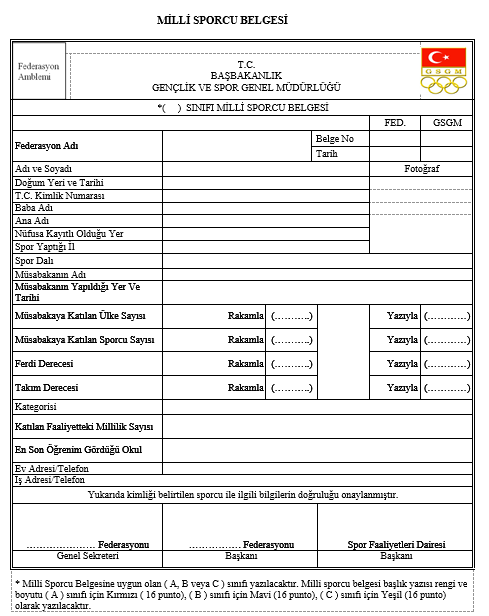 MİLLİ SPORCU BELGESİ
Federasyon
Amblemi
T.C.
BAŞBAKANLIK
GENÇLİK VE SPOR GENEL MÜDÜRLÜĞÜ
G S G M
*( ) SINIFI MİLLİ SPORCU BELGESİ
FED. GSGM
Federasyon Adı Belge No
Tarih
Adı ve Soyadı Fotoğraf
Doğum Yeri ve Tarihi
T.C. Kimlik Numarası
Baba Adı
Ana Adı
Nüfusa Kayıtlı Olduğu Yer
Spor Yaptığı İl
Spor Dalı
Müsabakanın Adı
Müsabakanın Yapıldığı Yer Ve
Tarihi
Müsabakaya Katılan Ülke Sayısı Rakamla (………..) Yazıyla (………..)
Müsabakaya Katılan Sporcu Sayısı Rakamla (………..) Yazıyla (………..)
Ferdi Derecesi Rakamla (………..) Yazıyla (………..)
Takım Derecesi Rakamla (………..) Yazıyla (………..)
Kategorisi
Katılan Faaliyetteki Millilik Sayısı
En Son Öğrenim Gördüğü Okul
Ev Adresi/Telefon
İş Adresi/Telefon
Yukarıda kimliği belirtilen sporcu ile ilgili bilgilerin doğruluğu onaylanmıştır.
………………… Federasyonu ………………… Federasyonu Spor Faaliyetleri Dairesi
Genel Sekreteri Başkanı Başkanı
* Milli Sporcu Belgesine uygun olan ( A, B veya C ) sınıfı yazılacaktır. Milli sporcu belgesi başlık yazısı rengi ve
boyutu ( A ) sınıfı için Kırmızı ( 16 punto), ( B ) sınıfı için Mavi (16 punto), ( C ) sınıfı için Yeşil (16 punto)
olarak yazılacaktır.